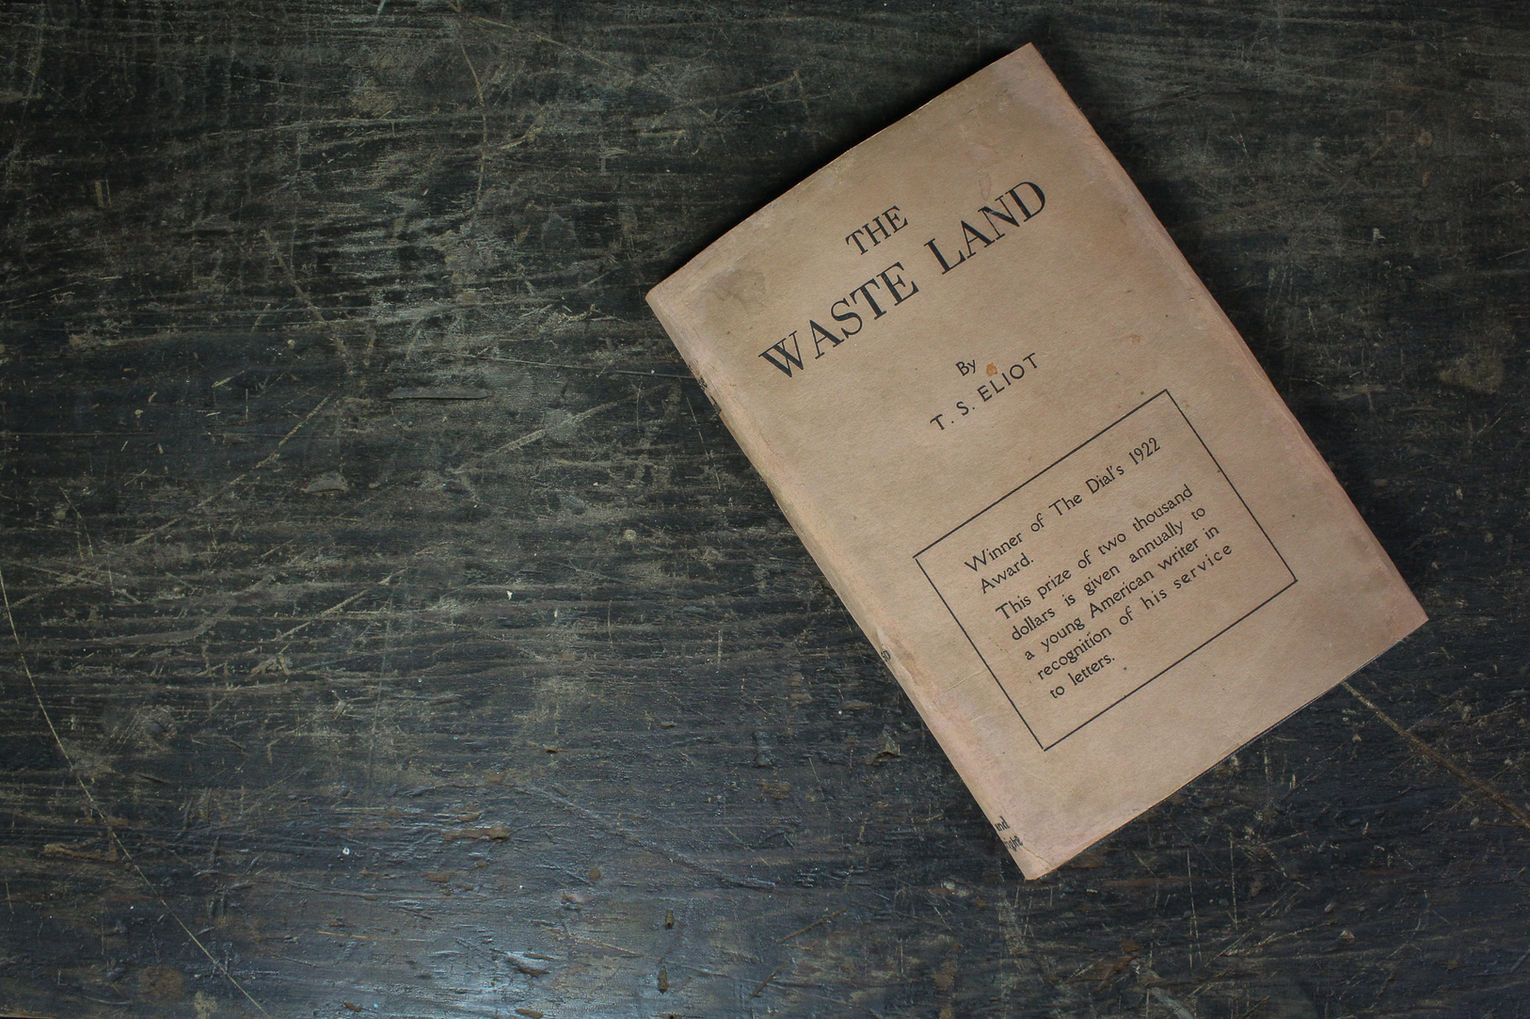 THE
WASTE LAND
By
T. S. ELIOT
Winner of The Dial's 1922
Award.
This prize of two thousand
dollars is given annually to
a young American writer in
recognition of his service
to letters.